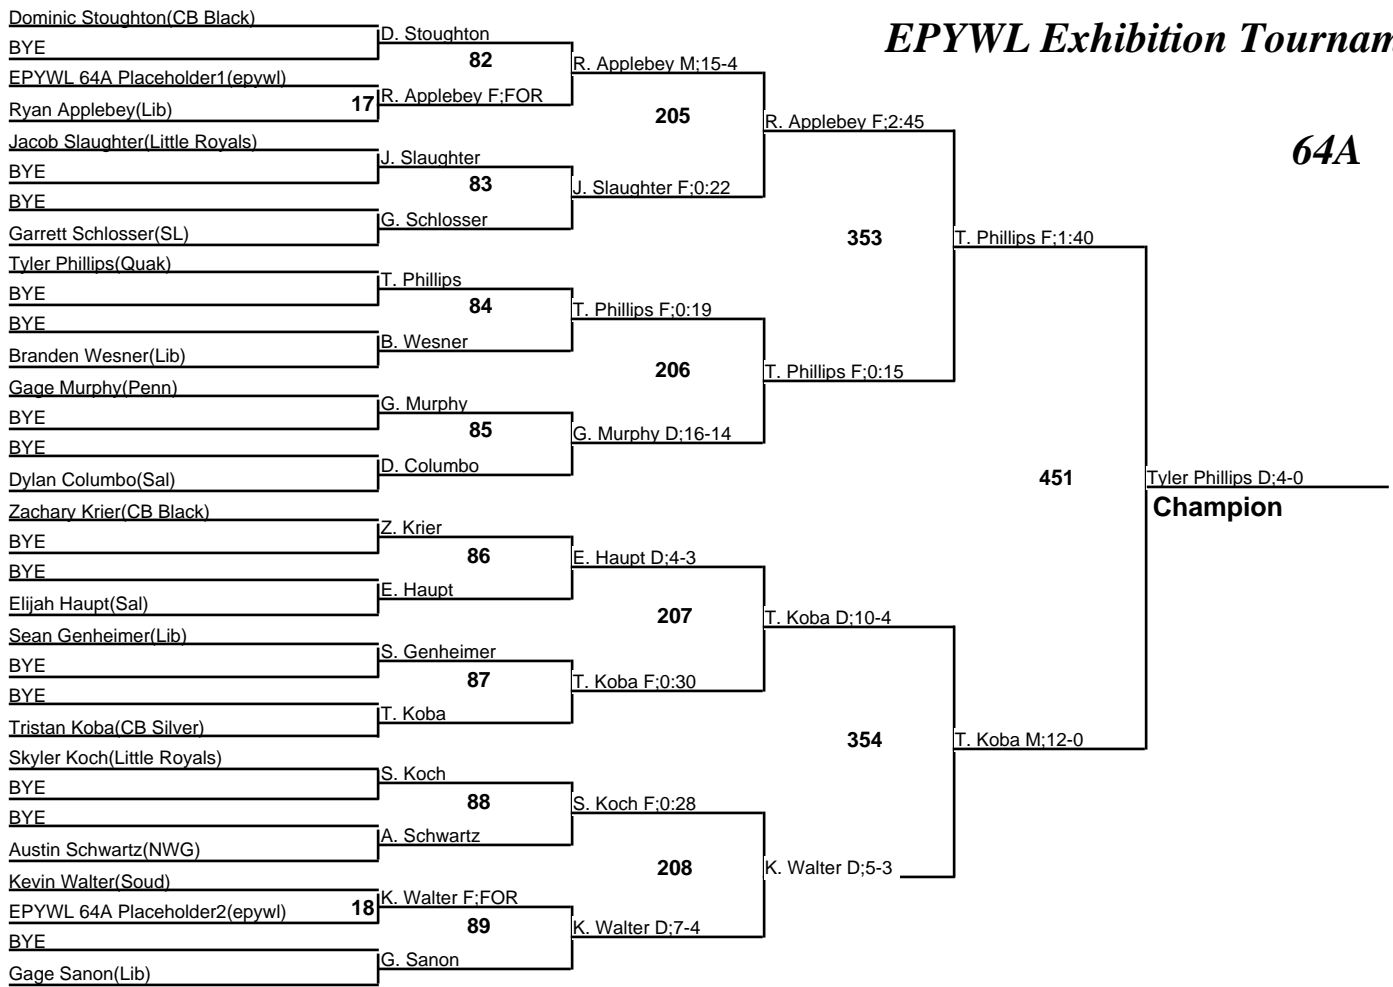 EPYWL Exhibition Tournam
64A
Dominic Stoughton(CB Black)
BYE
EPYWL 64A Placeholder1(epywl)
Ryan Applebey(Lib)
Jacob Slaughter(Little Royals)
BYE
BYE
Garrett Schlosser(SL)
Tyler Phillips(Quak)
BYE
BYE
Branden Wesner(Lib)
Gage Murphy(Penn)
BYE
BYE
Dylan Columbo(Sal)
Zachary Krier(CB Black)
BYE
BYE
Elijah Haupt(Sal)
Sean Genheimer(Lib)
BYE
BYE
Tristan Koba(CB Silver)
Skyler Koch(Little Royals)
BYE
BYE
Austin Schwartz(NWG)
Kevin Walter(Soud)
EPYWL 64A Placeholder2(epywl)
BYE
Gage Sanon(Lib)
17
18
D. Stoughton
82
R. Applebey F;FOR
J. Slaughter
83
G. Schlosser
T. Phillips
84
B. Wesner
G. Murphy
85
D. Columbo
Z. Krier
86
E. Haupt
S. Genheimer
87
T. Koba
S. Koch
88
A. Schwartz
K. Walter F;FOR
89
G. Sanon
R. Applebey M;15-4
205
J. Slaughter F;0:22
T. Phillips F;0:19
206
G. Murphy D;16-14
E. Haupt D;4-3
207
T. Koba F;0:30
S. Koch F;0:28
208
K. Walter D;7-4
R. Applebey F;2:45
353
T. Phillips F;0:15
T. Koba D;10-4
354
K. Walter D;5-3
T. Phillips F;1:40
451
T. Koba M;12-0
Tyler Phillips D;4-0
Champion